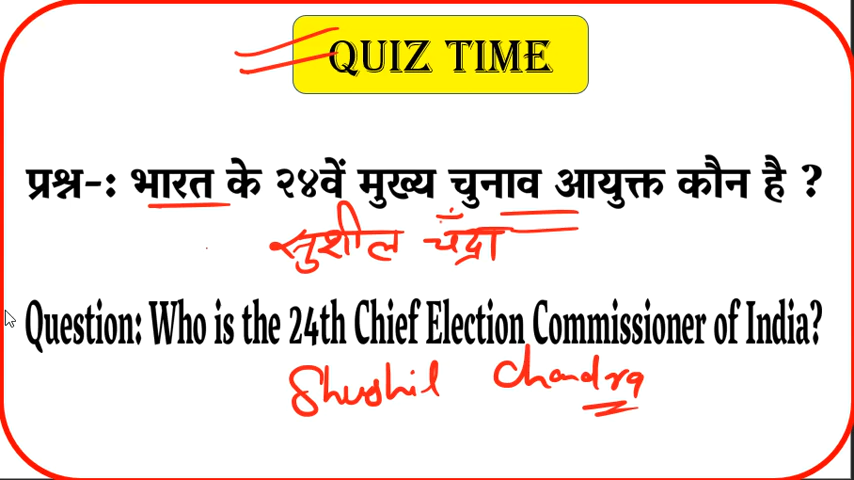 QUIZ TIME
प्रश्न-: भारत के २४वें मुख्य चुनाव आयुक्त कौन है ?
सुशील चंद्रा
Question: Who is the 24th Chief Election Commissioner of India?
Shushil Chandra